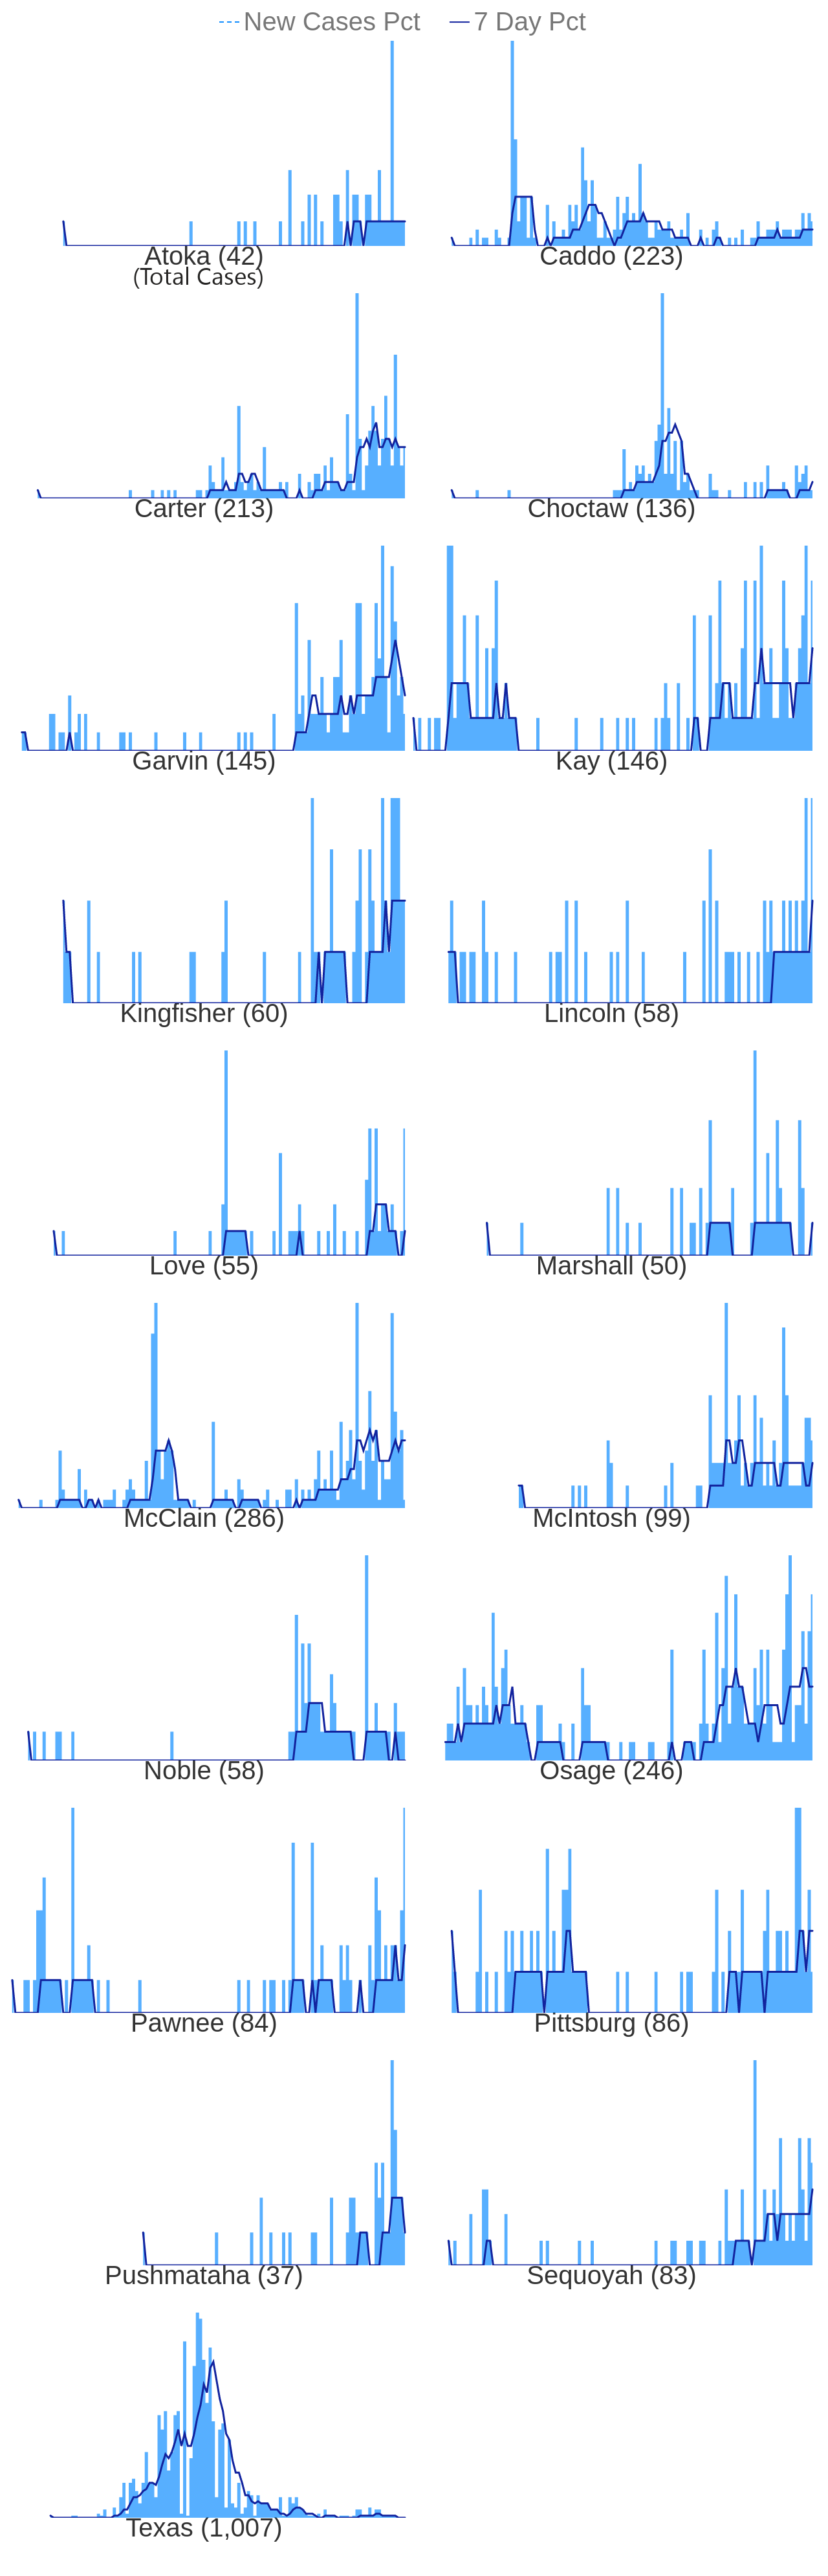 New Cases Pct 7 Day Pct
Atoka (42) Caddo (223)
(Total Cases)
Carter (213) Choctaw (136)
Garvin (145) Kay (146)
Kingfisher (60) Lincoln (58)
Love (55) Marshall (50)
McClain (286) McIntosh (99)
Noble (58) Osage (246)
Pawnee (84) Pittsburg (86)
Pushmataha (37) Sequoyah (83)
Texas (1,007)